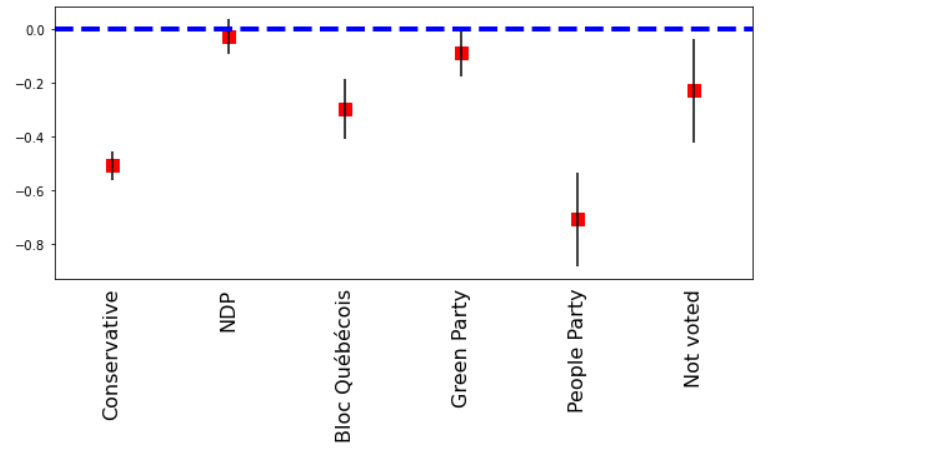 0.0
−0.2
−0.4
−0.6
−0.8
Conservative
NDP
Bloc Québécois
Green Party
People Party
Not voted